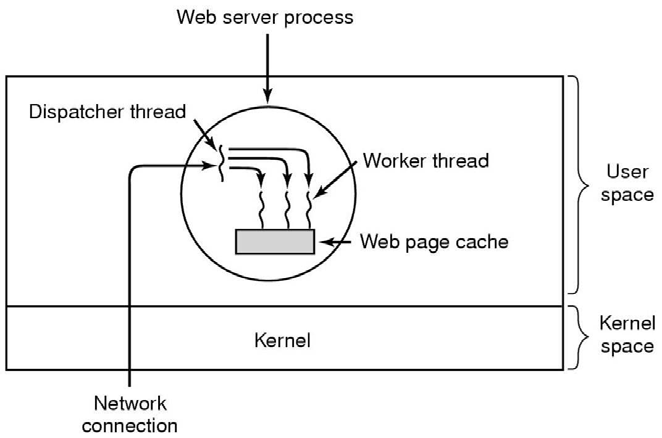 Web server process
Dispatcher thread
Worker thread
User
space
Web page cache
Kernel
Kernel
space
Network
connection